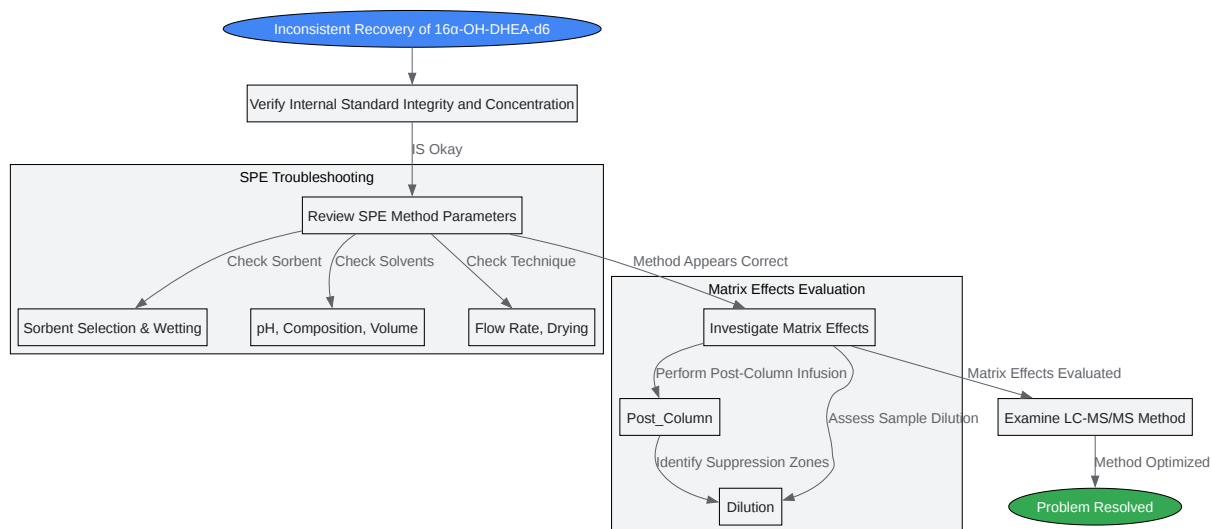 Inconsistent Recovery of 16α-OH-DHEA-d6
Verify Internal Standard Integrity and Concentration
IS Okay
SPE Troubleshooting
Review SPE Method Parameters
Check Sorbent
Check Solvents
Check Technique
Method Appears Correct
Sorbent Selection & Wetting
pH, Composition, Volume
Flow Rate, Drying
Matrix Effects Evaluation
Investigate Matrix Effects
Perform Post-Column Infusion
Matrix Effects Evaluated
Post_Column
Assess Sample Dilution
Examine LC-MS/MS Method
Identify Suppression Zones
Method Optimized
Dilution
Problem Resolved